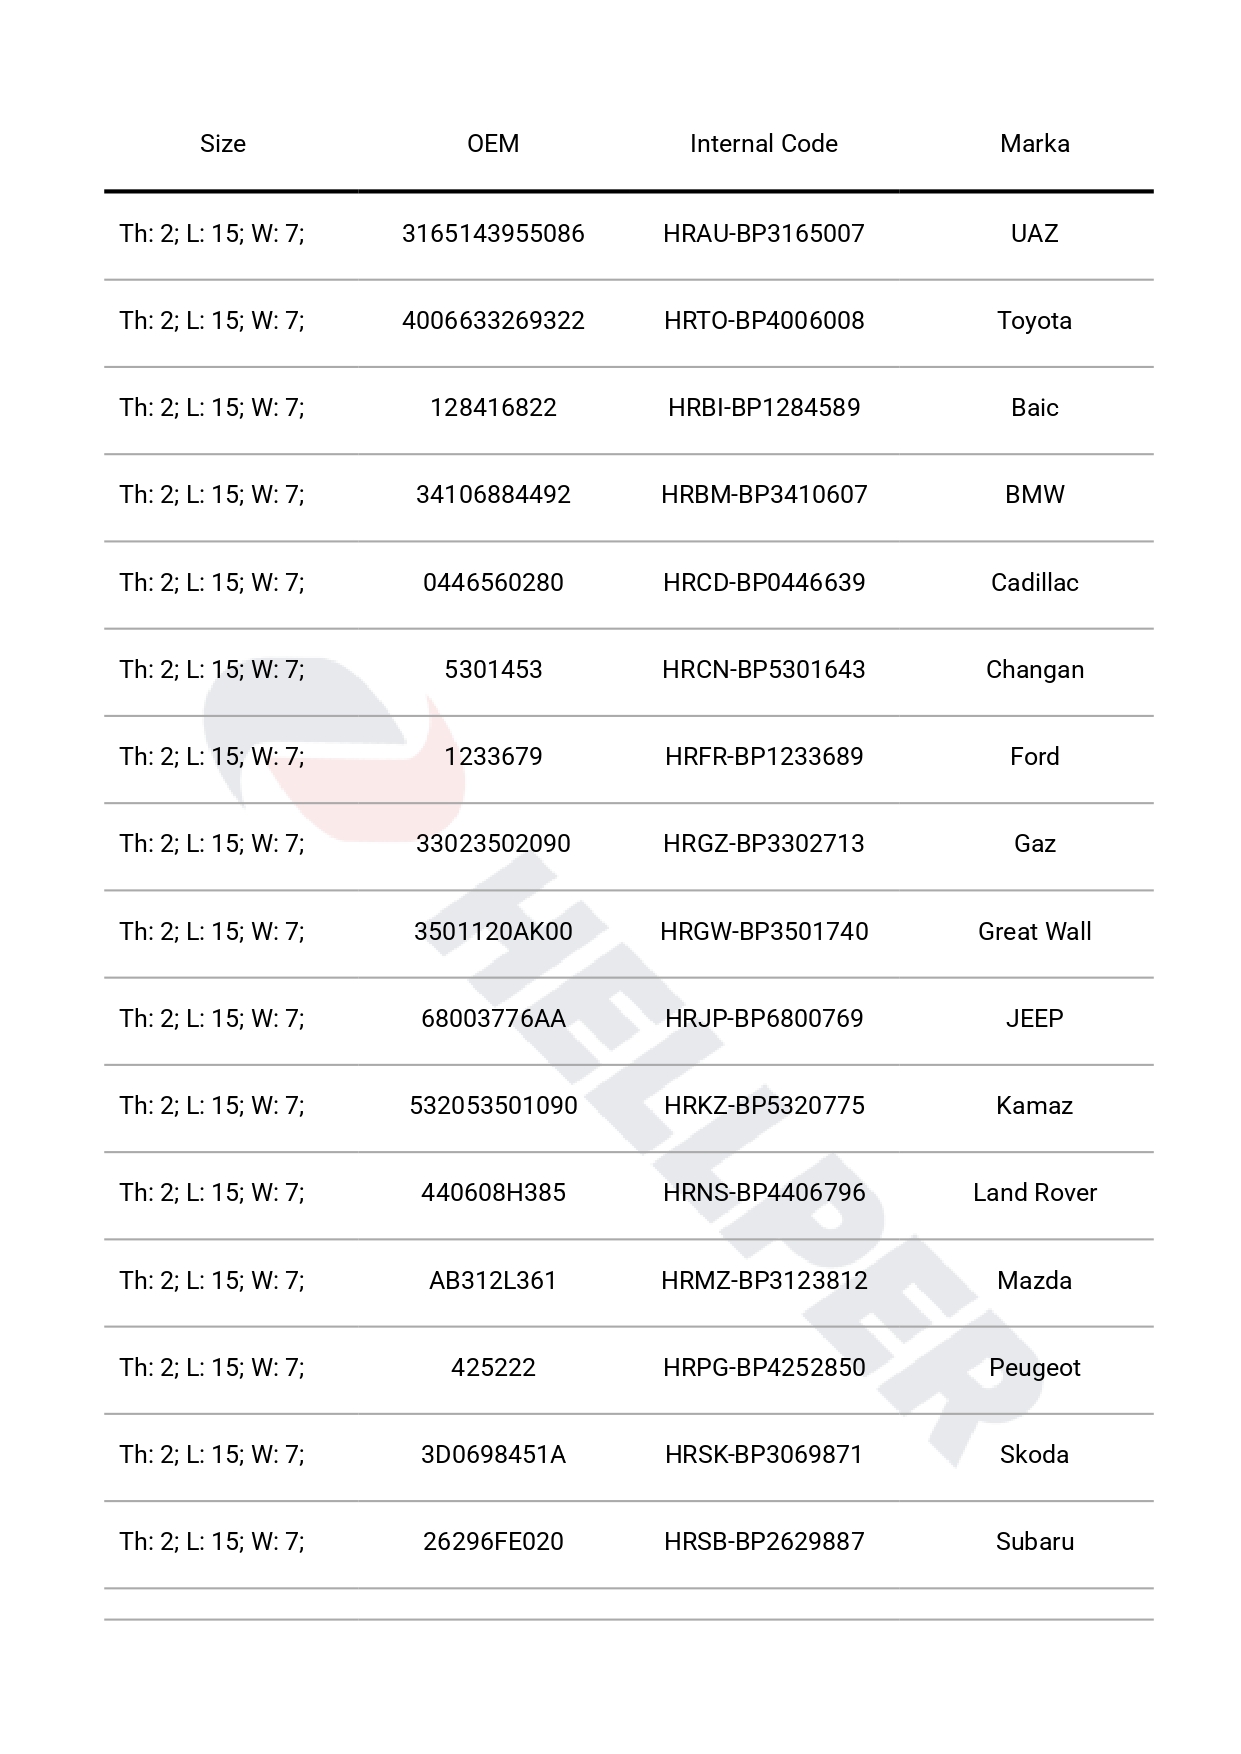 Size OEM Internal Code Marka
Th: 2; L: 15; W: 7; 3165143955086 HRAU-BP3165007 UAZ
Th: 2; L: 15; W: 7; 4006633269322 HRTO-BP4006008 Toyota
Th: 2; L: 15; W: 7; 128416822 HRBI-BP1284589 Baic
Th: 2; L: 15; W: 7; 34106884492 HRBM-BP3410607 BMW
Th: 2; L: 15; W: 7; 0446560280 HRCD-BP0446639 Cadillac
Th: 2; L: 15; W: 7; 5301453 HRCN-BP5301643 Changan
Th: 2; L: 15; W: 7; 1233679 HRFR-BP1233689 Ford
Th: 2; L: 15; W: 7; 33023502090 HRGZ-BP3302713 Gaz
Th: 2; L: 15; W: 7; 3501120AK00 HRGW-BP3501740 Great Wall
Th: 2; L: 15; W: 7; 68003776AA HRJP-BP6800769 JEEP
Th: 2; L: 15; W: 7; 532053501090 HRKZ-BP5320775 Kamaz
Th: 2; L: 15; W: 7; 440608H385 HRNS-BP4406796 Land Rover
Th: 2; L: 15; W: 7; AB312L361 HRMZ-BP3123812 Mazda
Th: 2; L: 15; W: 7; 425222 HRPG-BP4252850 Peugeot
Th: 2; L: 15; W: 7; 3D0698451A HRSK-BP3069871 Skoda
Th: 2; L: 15; W: 7; 26296FE020 HRSB-BP2629887 Subaru
HELLPER